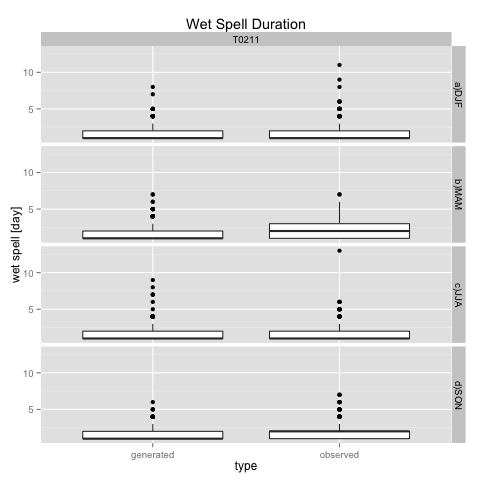 Wet Spell Duration
T0211
wet spell [day]
10
5
a)DJF
10
5
b)MAM
10
5
c)JJA
10
5
d)SON
generated
observed
type